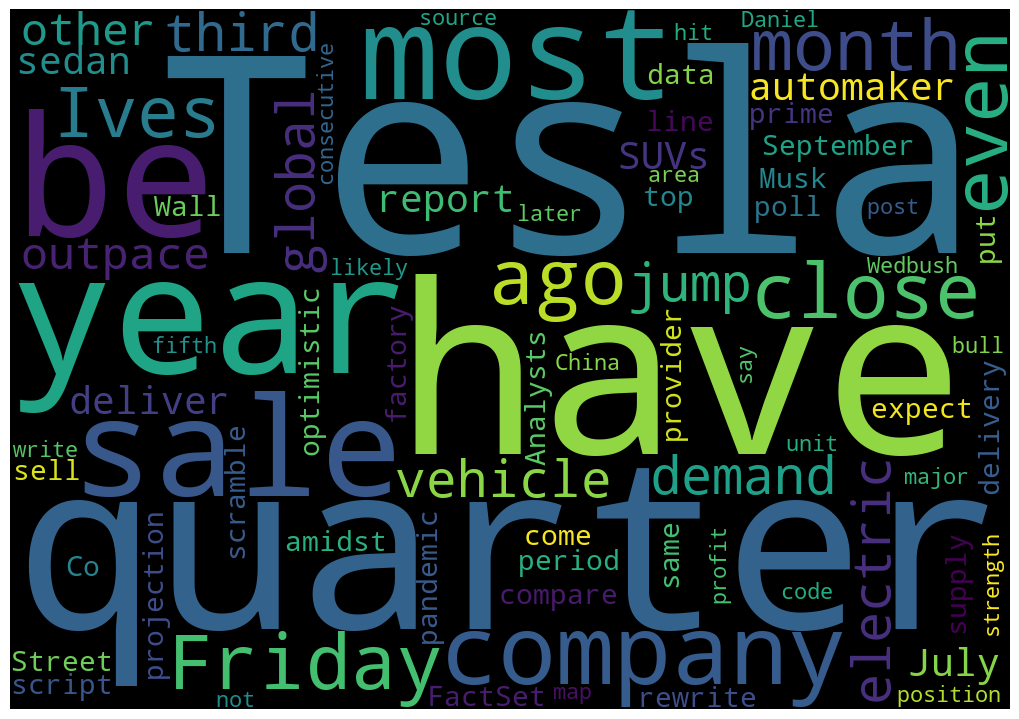 source
Daniel
other
third
most
hit
month
sedan
Tesla
data
automaker
even
Ives
global
consecutive
line
prime
be
SUVs
September
area
Musk
Wall
report
later
top
poll
post
put
outpace
likely
ago
jump
close
Wedbush
year
have
fifth
optimistic
factory
Analysts
China
provider
say
bull
deliver
expect
delivery
write
sell
sale
scramble
vehicle
unit
demand
major
quarter
electric
projection
amidst
pandemic
come
period
same
profit
supply
strength
Co
compare
code
Street
Friday
company
July
script
not
FactSet
map
rewrite
position